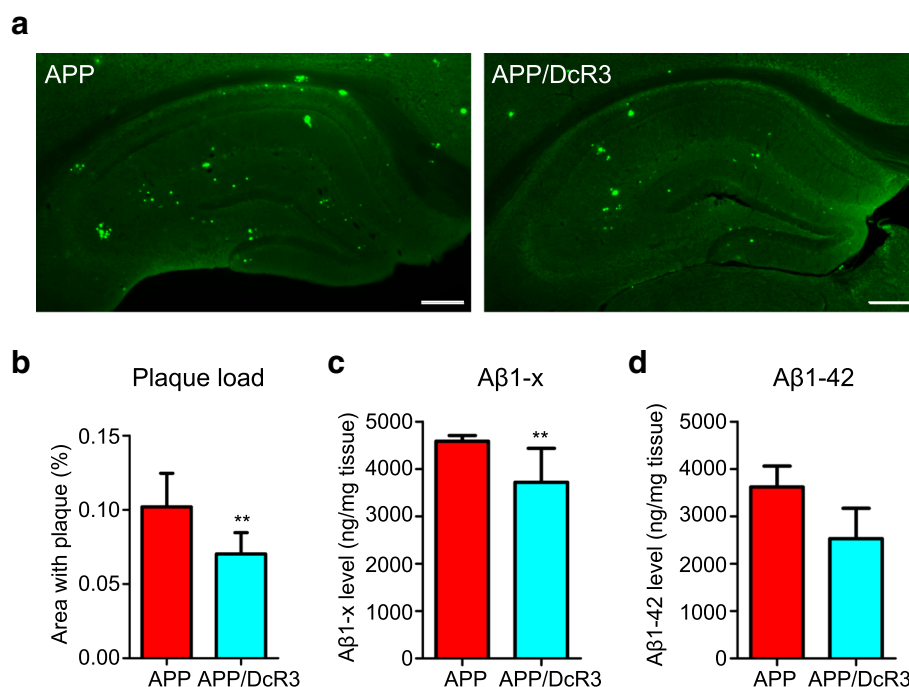 a
APP
APP/DcR3
b
Plaque load
Area with plaque (%)
0.15
0.10
0.05
0.00
**
APP
APP/DcR3
c
Aβ1-x
Aβ1-x level (ng/mg tissue)
5000
4000
3000
2000
1000
0
**
APP
APP/DcR3
d
Aβ1-42
Aβ1-42 level (ng/mg tissue)
5000
4000
3000
2000
1000
0
APP
APP/DcR3